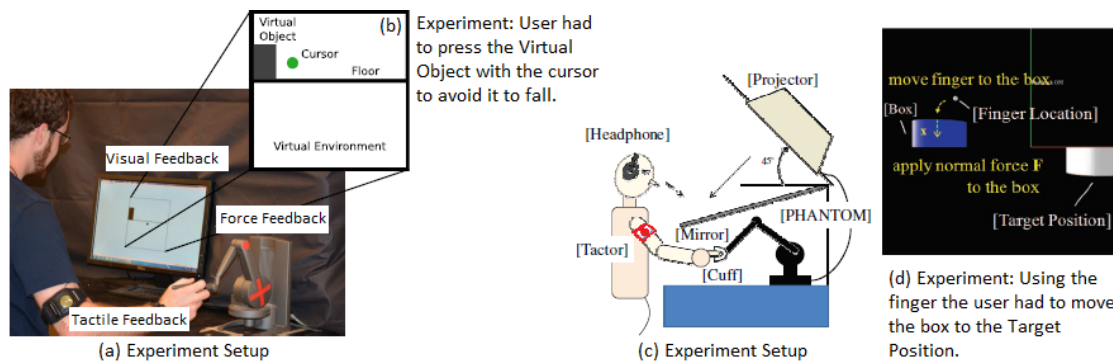 Virtual
Object
(b)
Cursor
Floor
Virtual Environment
Experiment: User had
to press the Virtual
Object with the cursor
to avoid it to fall.
Visual Feedback
Force Feedback
Tactile Feedback
(a) Experiment Setup
[Projector]
[Headphone]
45°
[PHANTOM]
[Mirror]
[Tactor]
[Cuff]
(c) Experiment Setup
move finger to the box
[Box]
[Finger Location]
x
apply normal force F
to the box
[Target Position]
(d) Experiment: Using the
finger the user had to move
the box to the Target
Position.